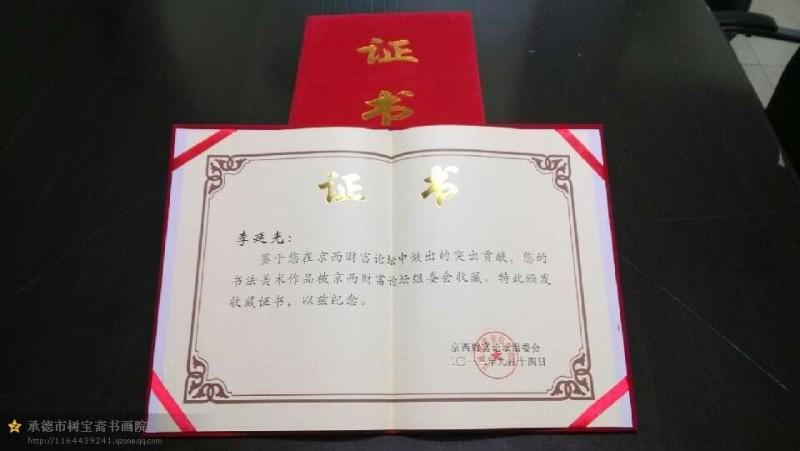 证
书
证 书
李延光：
鉴于您在京西财富论坛中做出的突出贡献，您的
书法美术作品被京西财富论坛组委会收藏。特此颁发
收藏证书，以兹纪念。
京西财富论坛组委会
承德市树宝斋书画院
http://1164439241.qzone.qq.com